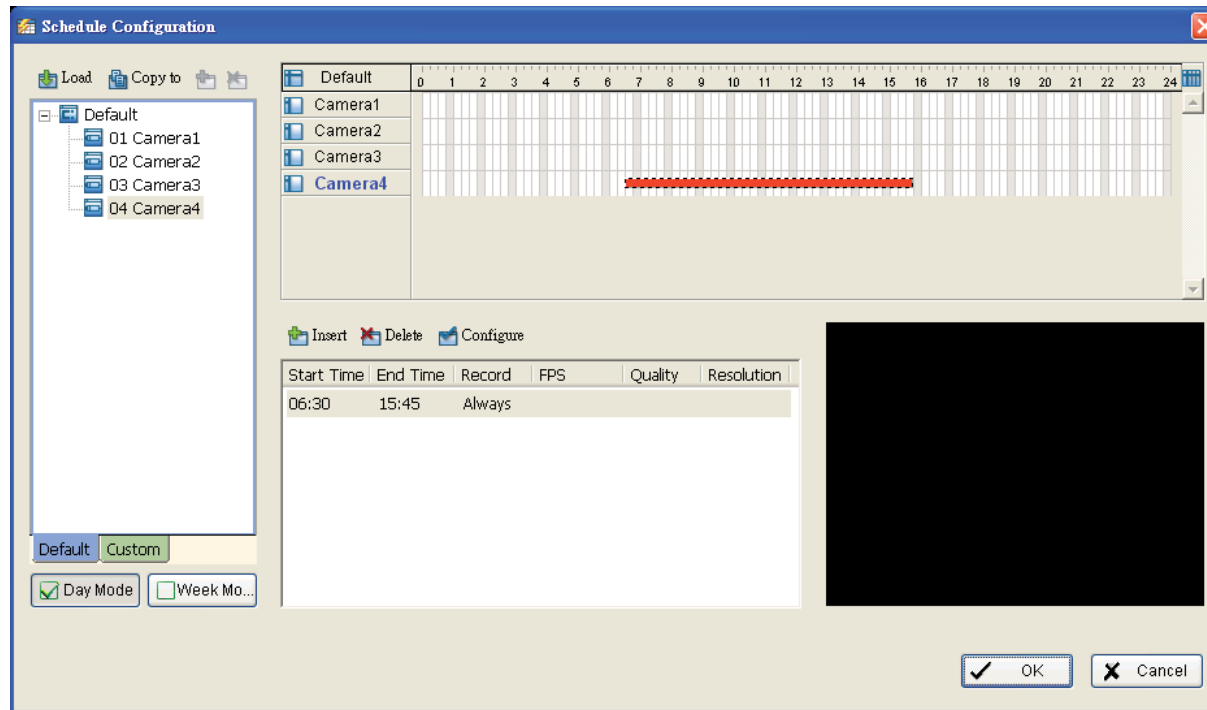 Schedule Configuration
Load Copy to
Default
01 Camera1
02 Camera2
03 Camera3
04 Camera4
Default Custom
Day Mode Week Mo...
Default 0 1 2 3 4 5 6 7 8 9 10 11 12 13 14 15 16 17 18 19 20 21 22 23 24
Camera1
Camera2
Camera3
Camera4
Insert Delete Configure
Start Time End Time Record FPS Quality Resolution
06:30 15:45 Always
OK Cancel